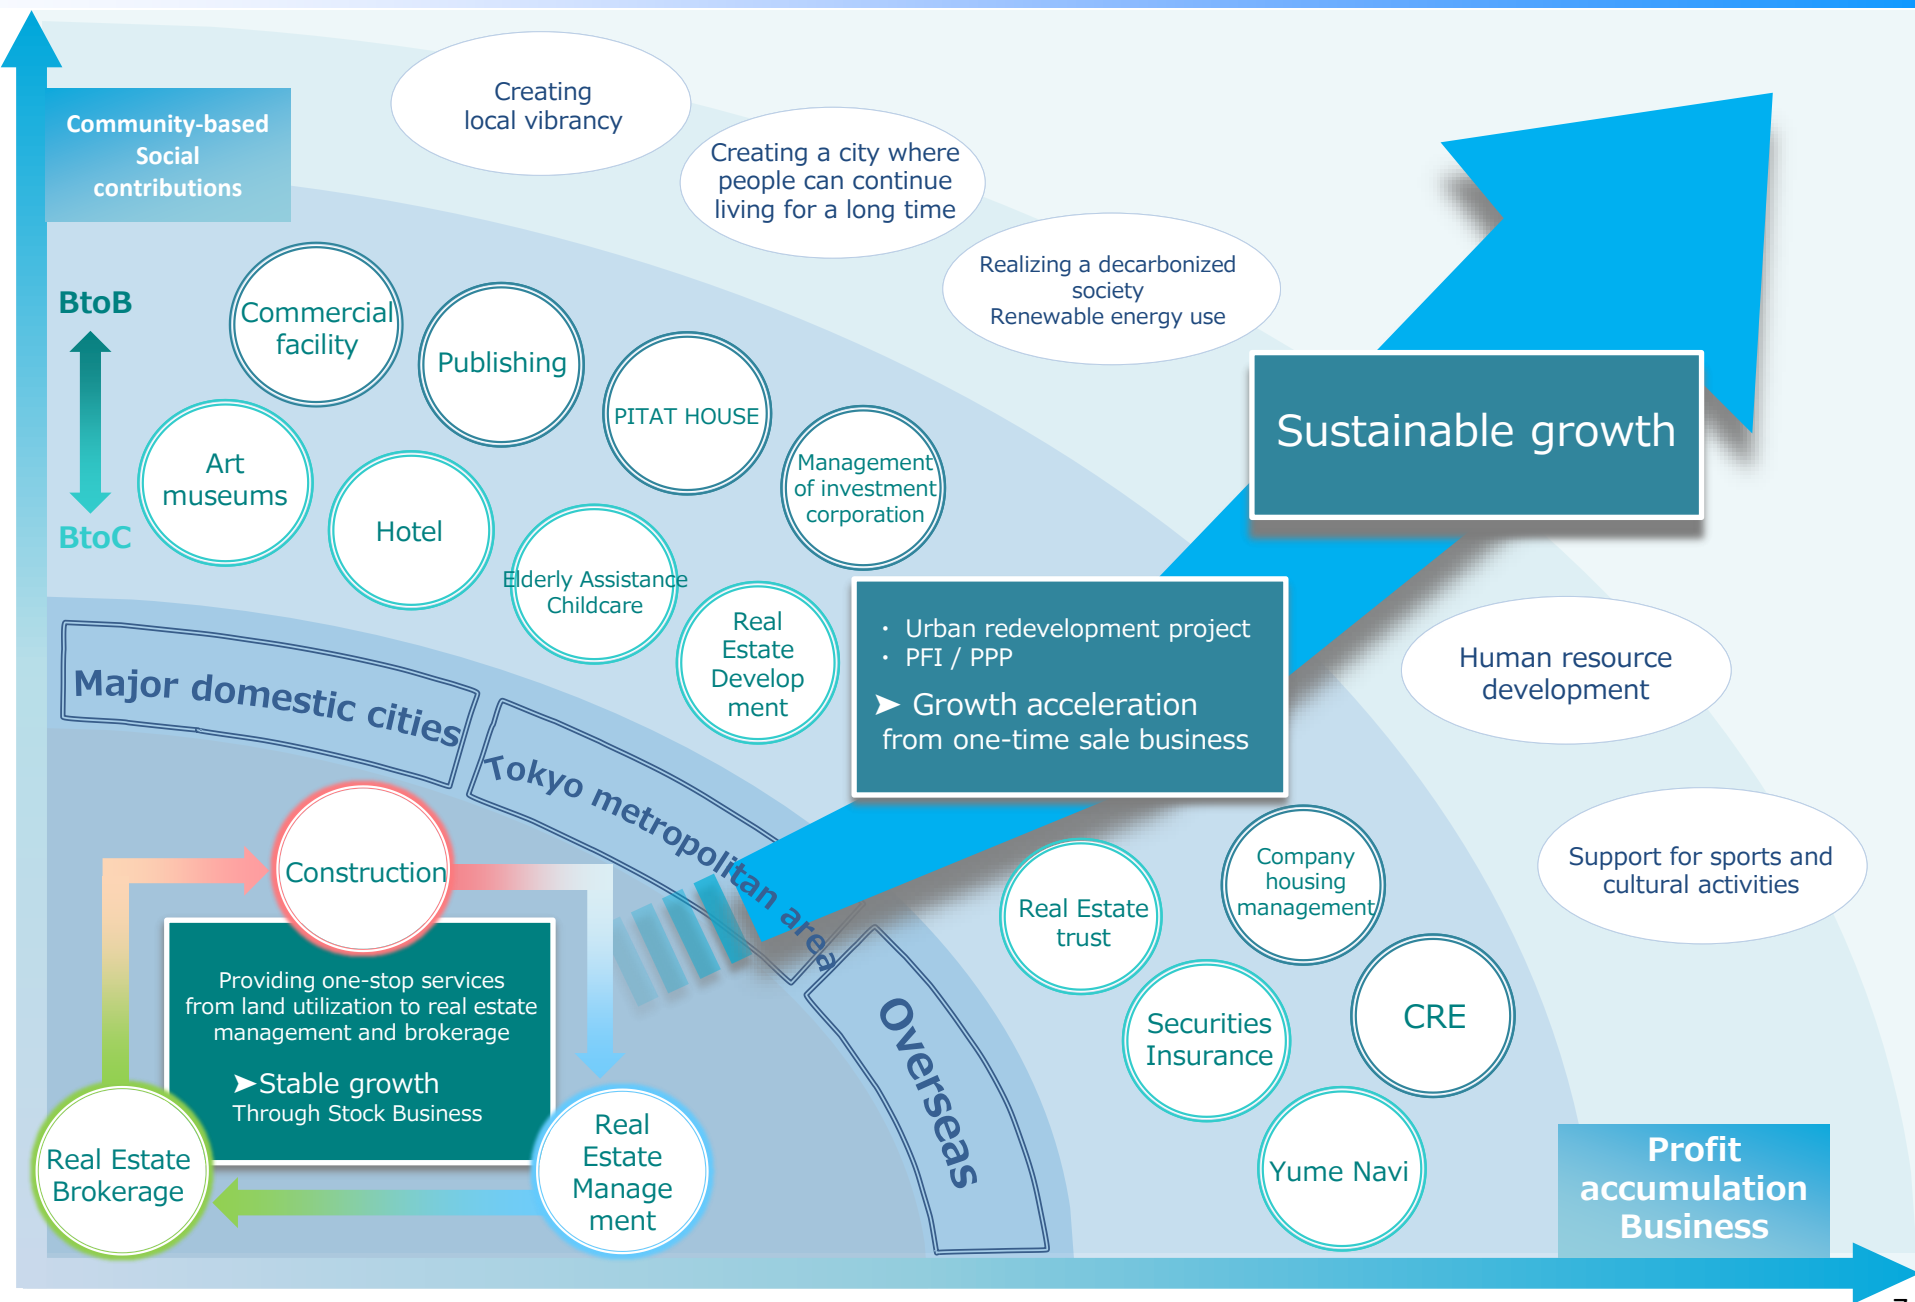 Community-based
Social
contributions
Creating
local vibrancy
Creating a city where
people can continue
living for a long time
Realizing a decarbonized
society
Renewable energy use
BtoB
BtoC
Commercial
facility
Publishing
PITAT HOUSE
Management
of investment
corporation
Art
museums
Hotel
Elderly Assistance
Childcare
Real
Estate
Develop
ment
Sustainable growth
・ Urban redevelopment project
・ PFI / PPP
➤ Growth acceleration
from one-time sale business
Human resource
development
Support for sports and
cultural activities
Major domestic cities
Tokyo metropolitan area
Overseas
Construction
Providing one-stop services
from land utilization to real estate
management and brokerage
➤Stable growth
Through Stock Business
Real Estate
Brokerage
Real
Estate
Manage
ment
Real Estate
trust
Company
housing
management
Securities
Insurance
CRE
Yume Navi
Profit
accumulation
Business